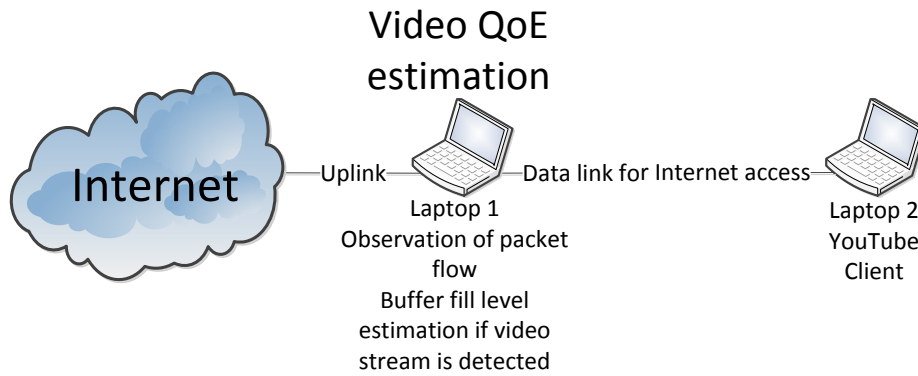 Video QoE
estimation
Internet
Uplink
Data link for Internet access
Laptop 1
Observation of packet
flow
Buffer fill level
estimation if video
stream is detected
Laptop 2
YouTube
Client